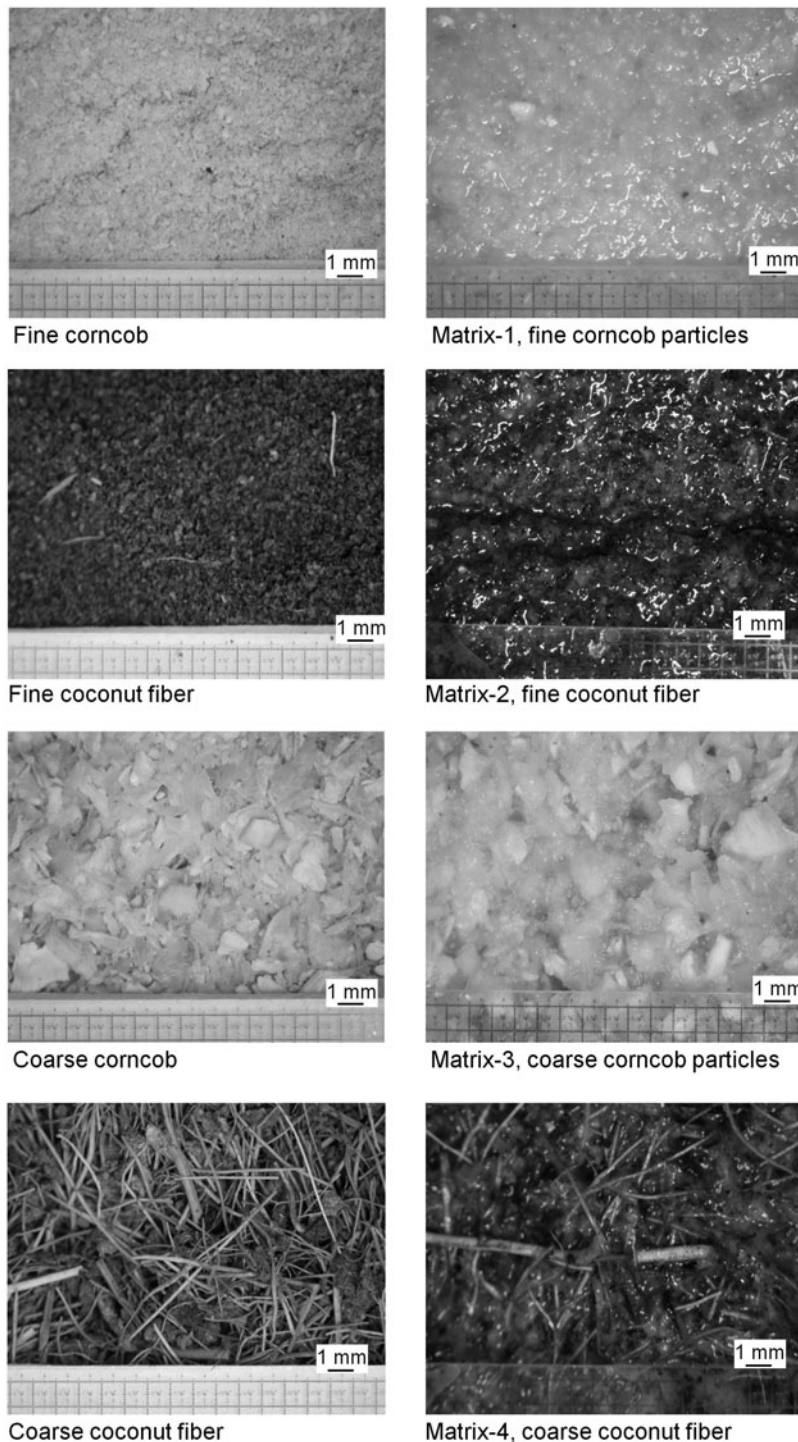 1 mm
1 mm
Fine corncob
Matrix-1, fine corncob particles
1 mm
1 mm
Fine coconut fiber
Matrix-2, fine coconut fiber
1 mm
1 mm
Coarse corncob
Matrix-3, coarse corncob particles
1 mm
1 mm
Coarse coconut fiber
Matrix-4, coarse coconut fiber